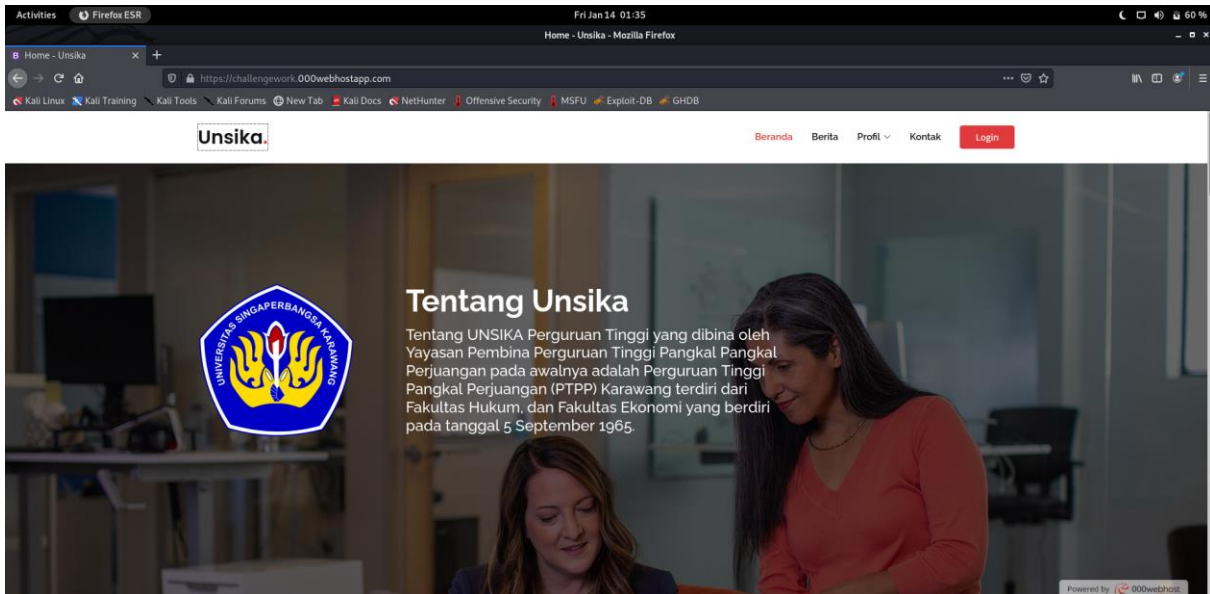 Activities Firefox ESR Fri Jan 14 01:35 60 %
Home - Unsika - Mozilla Firefox
Home - Unsika
https://challengework.000webhostapp.com
Kali Linux Kali Training Kali Tools Kali Forums New Tab Kali Docs NetHunter Offensive Security MSFU Exploit-DB GHDB
Unsika. Beranda Berita Profil Kontak Login
UNIVERSITAS SINGAPERBANGSA KARAWANG
Tentang Unsika
Tentang UNSIKA Perguruan Tinggi yang dibina oleh
Yayasan Pembina Perguruan Tinggi Pangkal Pangkal
Perjuangan pada awalnya adalah Perguruan Tinggi
Pangkal Perjuangan (PTPP) Karawang terdiri dari
Fakultas Hukum, dan Fakultas Ekonomi yang berdiri
pada tanggal 5 September 1965.
Powered by 000webhost